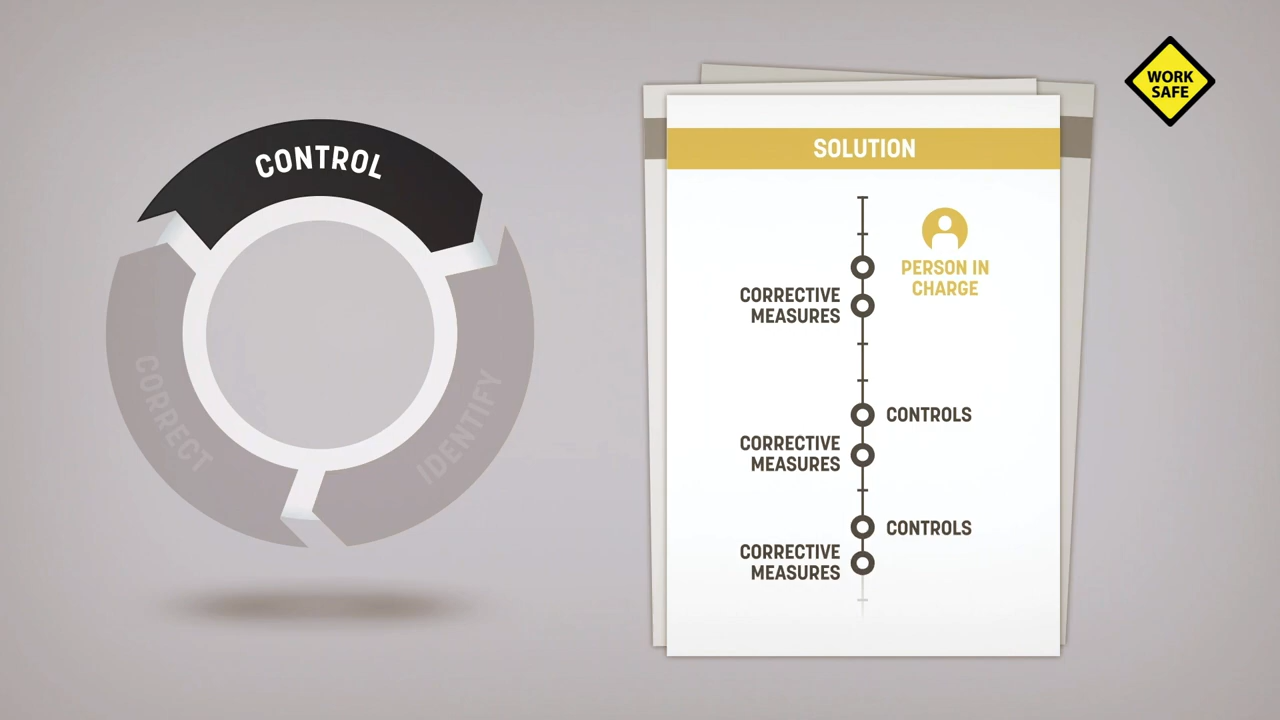 CONTROL
CORRECT
IDENTIFY
WORK
SAFE
SOLUTION
PERSON IN
CHARGE
CORRECTIVE
MEASURES
CONTROLS
CORRECTIVE
MEASURES
CONTROLS
CORRECTIVE
MEASURES